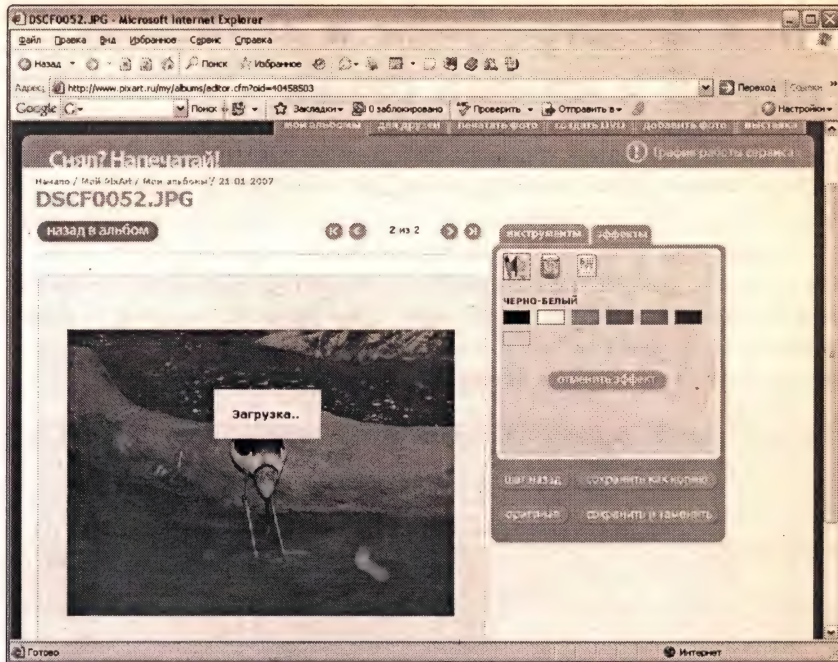 DSCF0052.JPG - Microsoft Internet Explorer
Файл Правка Вид Избранное Сервис Справка
Назад Поиск Избранное
Адрес: http://www.pixart.ru/my/albums/editor.cfm?oid=40458503 Переход Ссылки »
Google G Поиск Закладки 0 заблокировано Проверить Отправить в Настройки
мои альбомы для друзей печатать фото создать DVD добавить фото выставка
Снял? Напечатай! График работы сервиса
Начало / Мой PixArt / Мои альбомы / 21.01.2007
DSCF0052.JPG
назад в альбом 2 из 2 инструменты эффекты
ЧЕРНО-БЕЛЫЙ
отменить эффект
Загрузка..
шаг назад сохранить как копию
оригинал сохранить и заменить
Готово Интернет